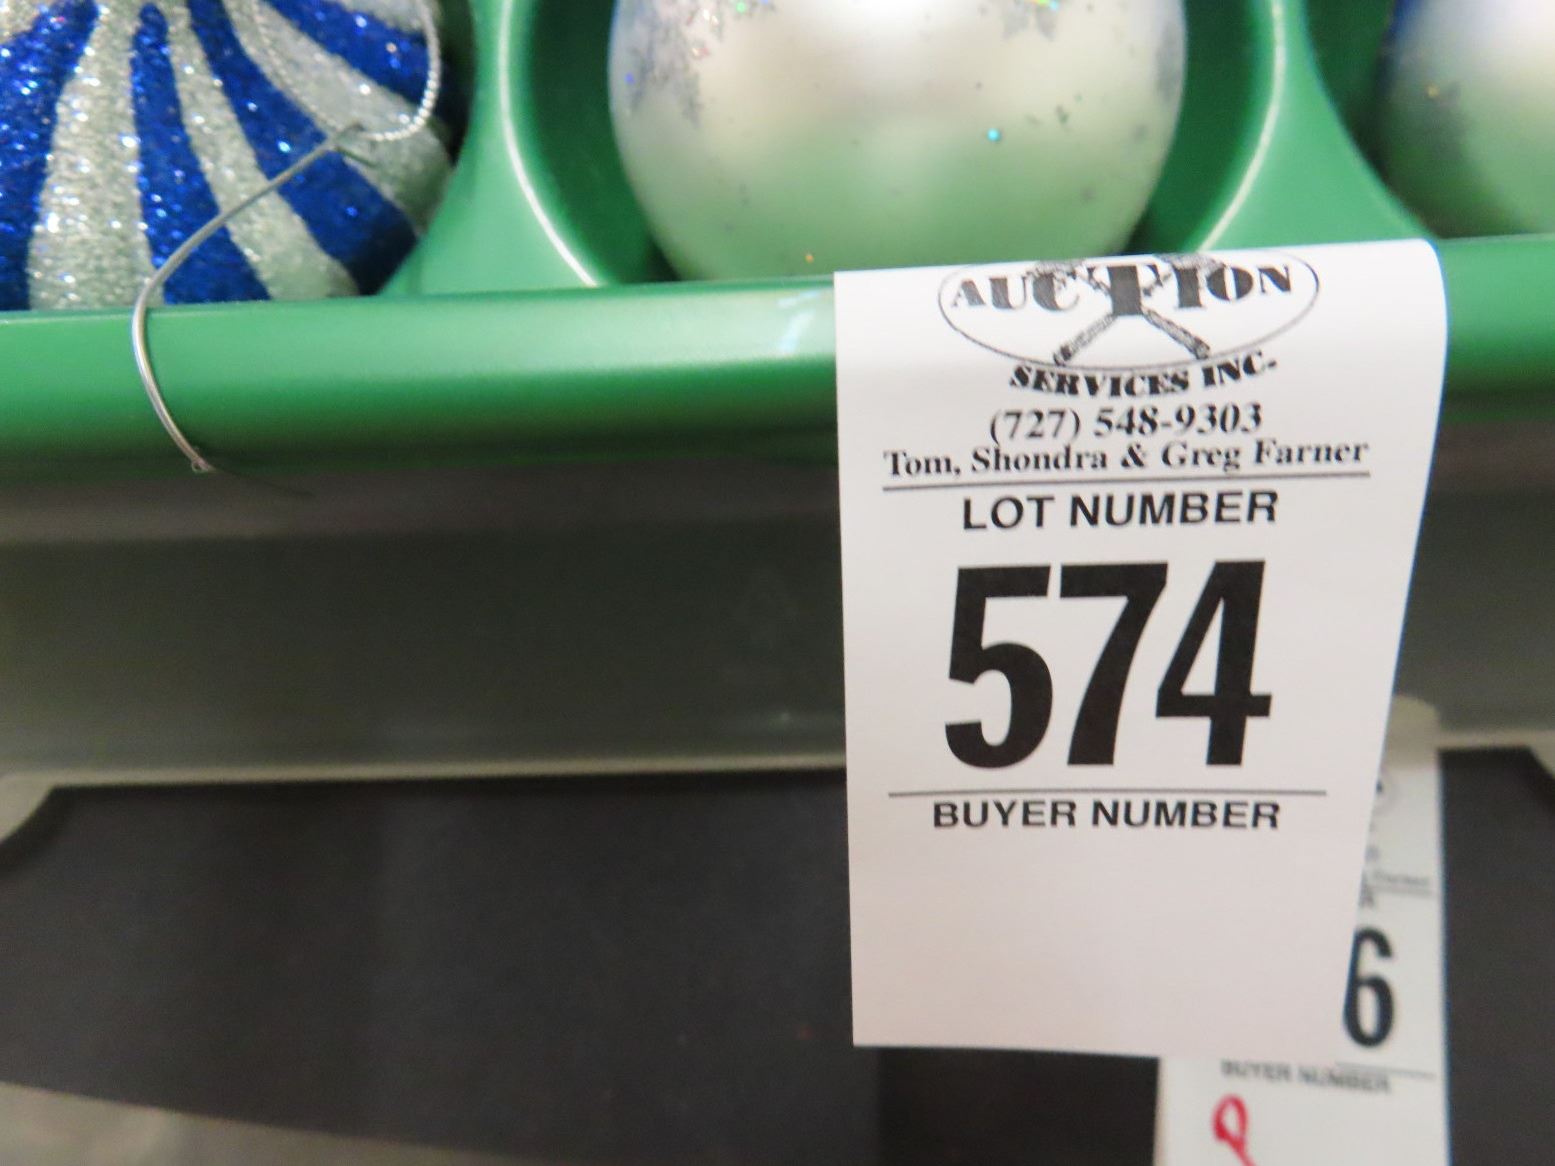 AUCTION
SERVICES INC-
(727) 548-9303
Tom, Shondra & Greg Farner
LOT NUMBER
574
BUYER NUMBER
6
BUYER NUMBER